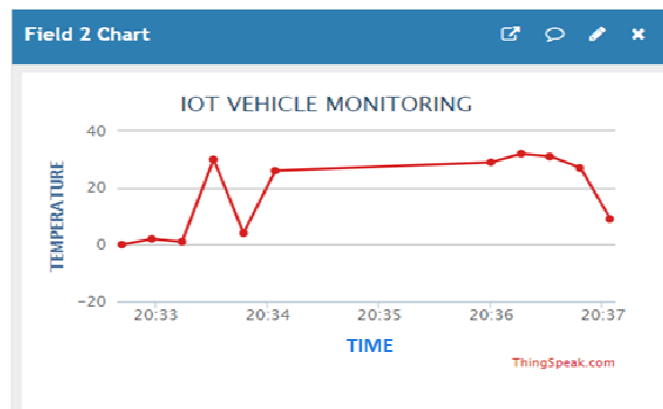 Field 2 Chart
IOT VEHICLE MONITORING
TEMPERATURE
40
20
0
−20
20:33 20:34 20:35 20:36 20:37
TIME
ThingSpeak.com